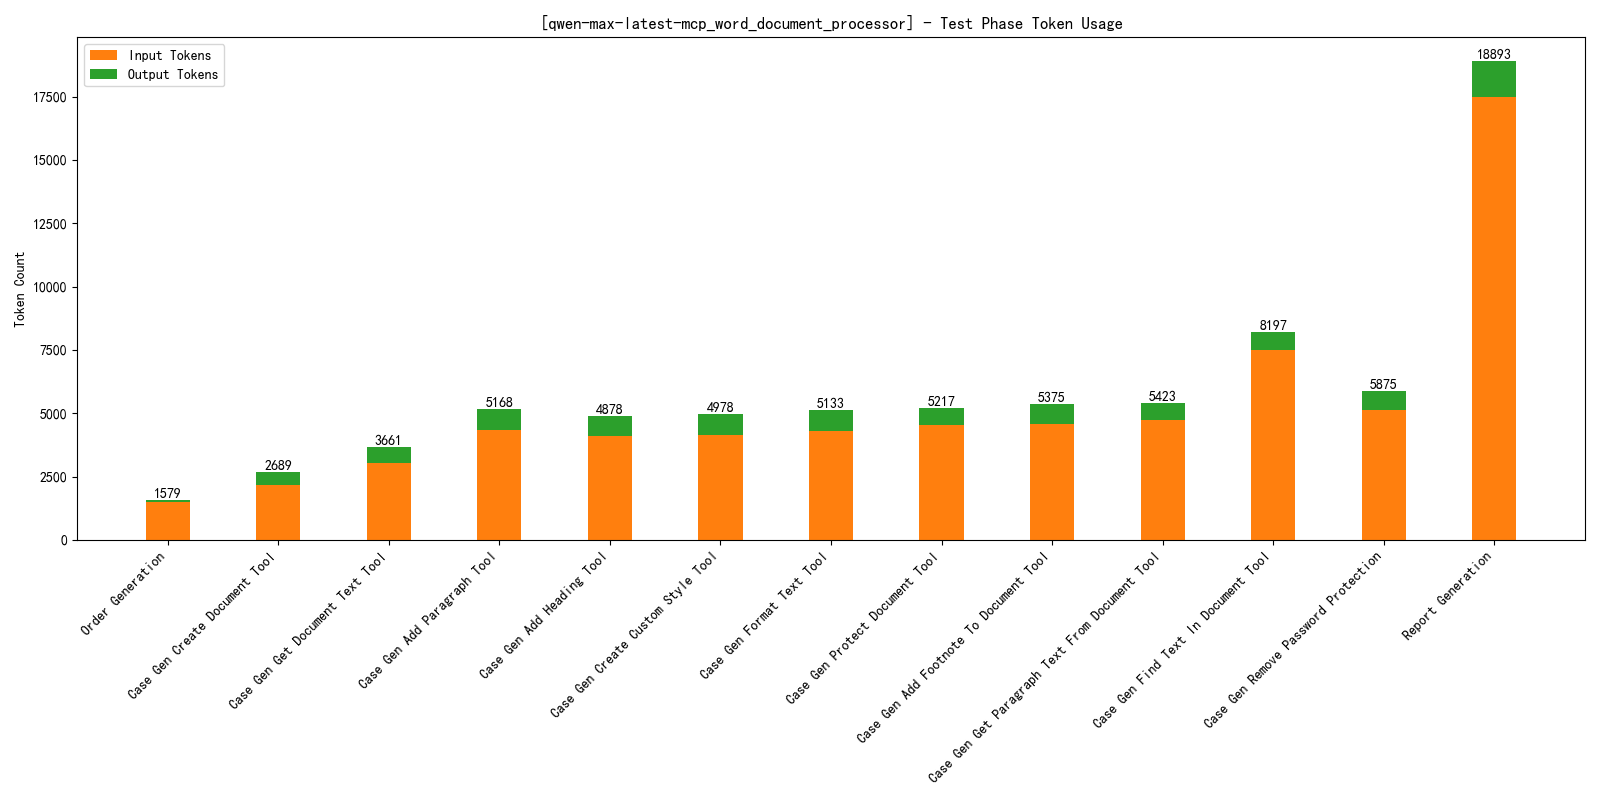 [qwen-max-latest-mcp_word_document_processor] - Test Phase Token Usage
Input Tokens
Output Tokens
Token Count
17500
15000
12500
10000
7500
5000
2500
0
1579
2689
3661
5168
4878
4978
5133
5217
5375
5423
8197
5875
18893
Order Generation
Case Gen Create Document Tool
Case Gen Get Document Text Tool
Case Gen Add Paragraph Tool
Case Gen Add Heading Tool
Case Gen Create Custom Style Tool
Case Gen Format Text Tool
Case Gen Protect Document Tool
Case Gen Add Footnote To Document Tool
Case Gen Get Paragraph Text From Document Tool
Case Gen Find Text In Document Tool
Case Gen Remove Password Protection
Report Generation